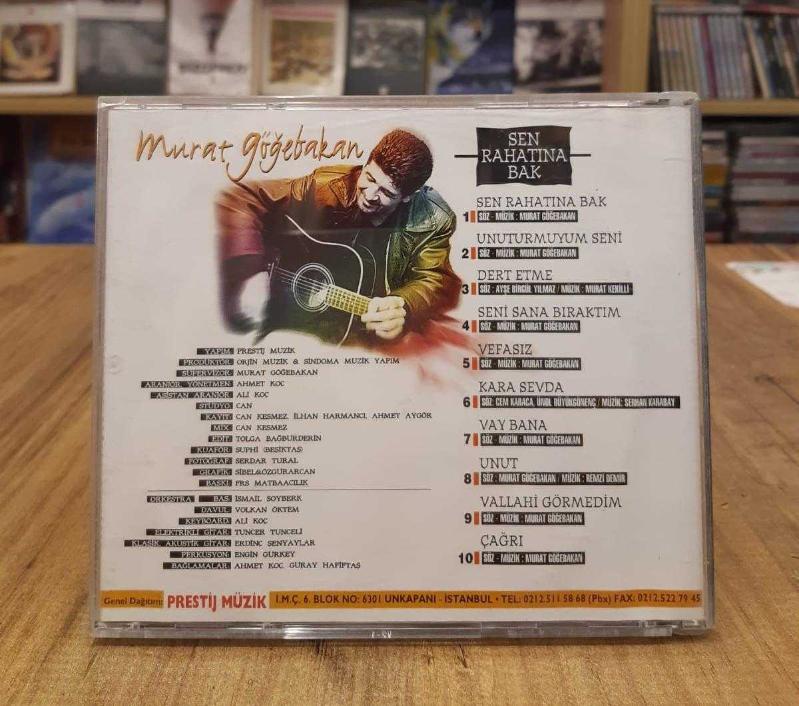 Murat Göğebakan
SEN
RAHATINA
BAK
1 SEN RAHATINA BAK
SÖZ - MÜZİK : MURAT GÖĞEBAKAN
2 UNUTURMUYUM SENİ
SÖZ - MÜZİK : MURAT GÖĞEBAKAN
3 DERT ETME
SÖZ : AYŞE BİRGÜL YILMAZ / MÜZİK : MURAT KEKİLLİ
4 SENİ SANA BIRAKTIM
SÖZ - MÜZİK : MURAT GÖĞEBAKAN
5 VEFASIZ
SÖZ - MÜZİK : MURAT GÖĞEBAKAN
6 KARA SEVDA
SÖZ: CEM KARACA, ÜNOL BÜYÜKGÖNENÇ / MÜZİK : SERHAN KARABAY
7 VAY BANA
SÖZ - MÜZİK : MURAT GÖĞEBAKAN
8 UNUT
SÖZ : MURAT GÖĞEBAKAN / MÜZİK : REMZİ DEMİR
9 VALLAHİ GÖRMEDİM
SÖZ - MÜZİK : MURAT GÖĞEBAKAN
10 ÇAĞRI
SÖZ - MÜZİK : MURAT GÖĞEBAKAN
YAPIM: PRESTİJ MÜZİK
PRODÜKTÖR: ORJİN MÜZİK & SİNDOMA MÜZİK YAPIM
SÜPERVİZÖR: MURAT GÖĞEBAKAN
ARANJÖR, YÖNETMEN: AHMET KOÇ
ASİSTAN ARANJÖR: ALİ KOÇ
STÜDYO: CAN
KAYIT: CAN KESMEZ, İLHAN HARMANCI, AHMET AYGÖR
MİX: CAN KESMEZ
EDİT: TOLGA BAĞBÜRDERİN
KUAFÖR: SUPHİ (BEŞİKTAŞ)
FOTOĞRAF: SERDAR TURAL
GRAFİK: SİBEL&ÖZGÜRARCAN
BASKI: FRS MATBAACILIK
ORKESTRA / BAS: İSMAİL SOYBERK
DAVUL: VOLKAN ÖKTEM
KEYBOARD: ALİ KOÇ
ELEKTRİKLİ GİTAR: TUNCER TUNCELİ
KLASİK, AKUSTİK GİTAR: ERDİNÇ ŞENYAYLAR
PERKÜSYON: ENGİN GÜRKEY
BAĞLAMALAR: AHMET KOÇ, GÜRAY HAFİFTAŞ
Genel Dağıtım: PRESTİJ MÜZİK İ.M.Ç. 6. BLOK NO: 6301 UNKAPANI - İSTANBUL • TEL: 0212.511 58 68 (Pbx) FAX: 0212.522 79 45